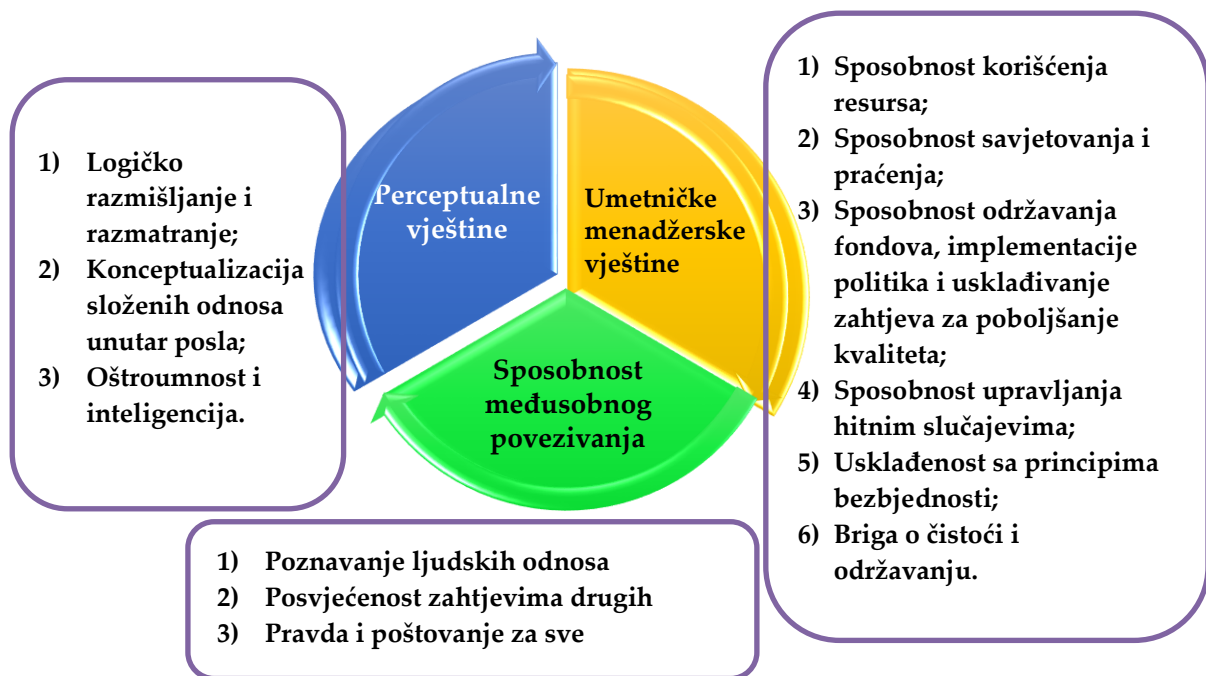 1) Logičko
razmišljanje i
razmatranje;
2) Konceptualizacija
složenih odnosa
unutar posla;
3) Oštroumnost i
inteligencija.
Perceptualne
vještine
Umetničke
menadžerske
vještine
Sposobnost
međusobnog
povezivanja
1) Sposobnost korišćenja
resursa;
2) Sposobnost savjetovanja i
praćenja;
3) Sposobnost održavanja
fondova, implementacije
politika i usklađivanje
zahtjeva za poboljšanje
kvaliteta;
4) Sposobnost upravljanja
hitnim slučajevima;
5) Usklađenost sa principima
bezbjednosti;
6) Briga o čistoći i
održavanju.
1) Poznavanje ljudskih odnosa
2) Posvjećenost zahtjevima drugih
3) Pravda i poštovanje za sve